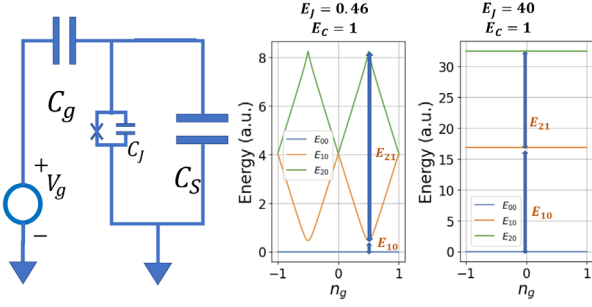 C_g
C_J
C_S
+
V_g
−
E_J = 0.46
E_C = 1
Energy (a.u.)
8
6
4
2
0
E_00
E_10
E_20
E_21
E_10
−1
0
1
n_g
E_J = 40
E_C = 1
Energy (a.u.)
30
25
20
15
10
5
0
E_21
E_10
E_00
E_10
E_20
−1
0
1
n_g